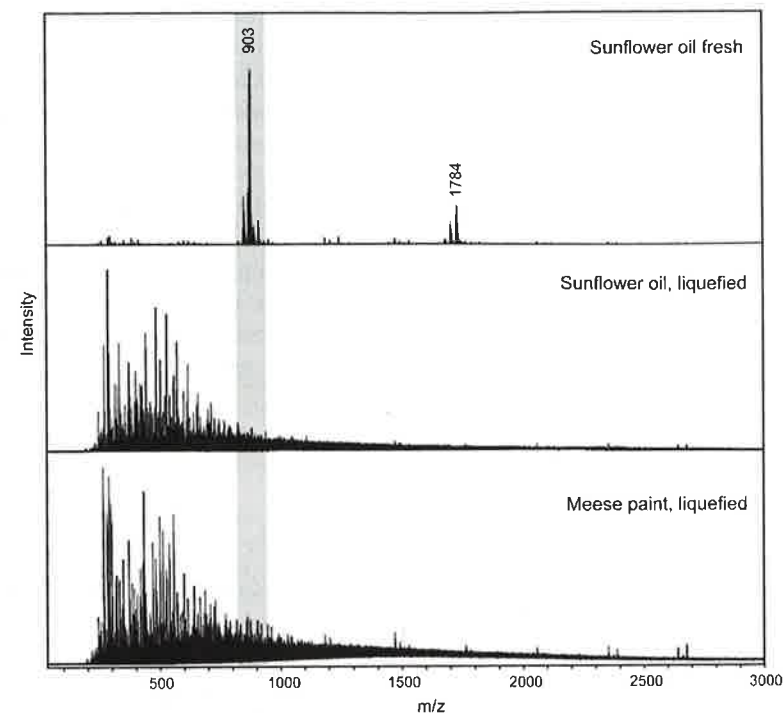 903
Sunflower oil fresh
1784
Sunflower oil, liquefied
Intensity
Meese paint, liquefied
500
1000
1500
2000
2500
3000
m/z